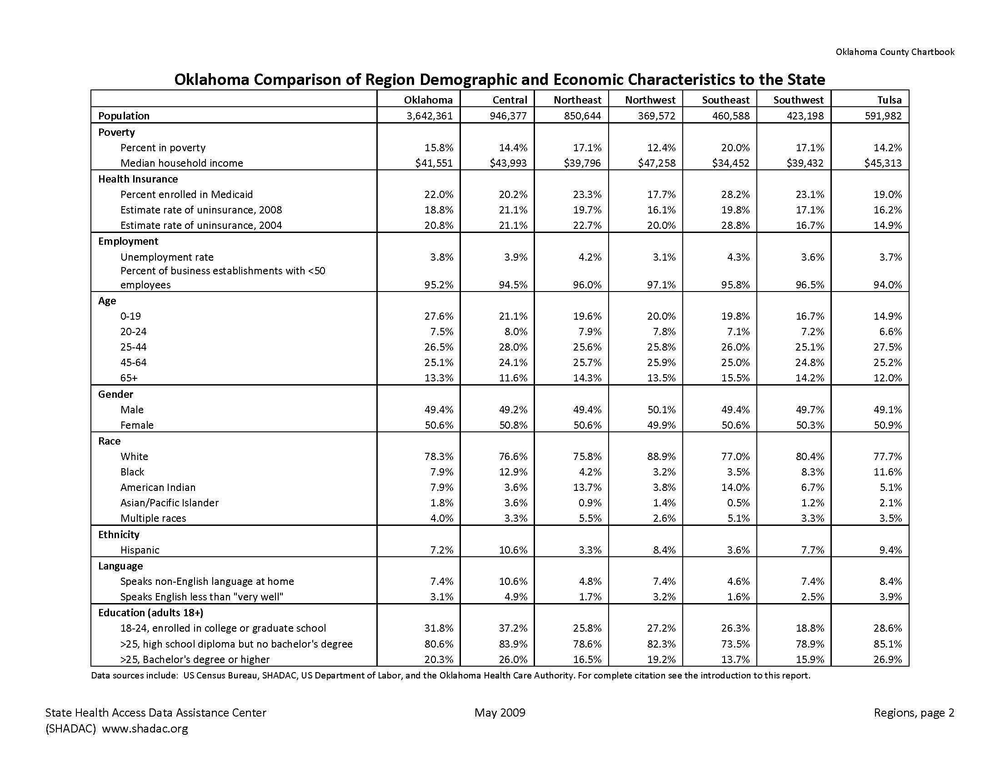 Oklahoma County Chartbook
Oklahoma Comparison of Region Demographic and Economic Characteristics to the State
Oklahoma Central Northeast Northwest Southeast Southwest Tulsa
Population 3,642,361 946,377 850,644 369,572 460,588 423,198 591,982
Poverty
Percent in poverty 15.8% 14.4% 17.1% 12.4% 20.0% 17.1% 14.2%
Median household income $41,551 $43,993 $39,796 $47,258 $34,452 $39,432 $45,313
Health Insurance
Percent enrolled in Medicaid 22.0% 20.2% 23.3% 17.7% 28.2% 23.1% 19.0%
Estimate rate of uninsurance, 2008 18.8% 21.1% 19.7% 16.1% 19.8% 17.1% 16.2%
Estimate rate of uninsurance, 2004 20.8% 21.1% 22.7% 20.0% 28.8% 16.7% 14.9%
Employment
Unemployment rate 3.8% 3.9% 4.2% 3.1% 4.3% 3.6% 3.7%
Percent of business establishments with <50
employees 95.2% 94.5% 96.0% 97.1% 95.8% 96.5% 94.0%
Age
0-19 27.6% 21.1% 19.6% 20.0% 19.8% 16.7% 14.9%
20-24 7.5% 8.0% 7.9% 7.8% 7.1% 7.2% 6.6%
25-44 26.5% 28.0% 25.6% 25.8% 26.0% 25.1% 27.5%
45-64 25.1% 24.1% 25.7% 25.9% 25.0% 24.8% 25.2%
65+ 13.3% 11.6% 14.3% 13.5% 15.5% 14.2% 12.0%
Gender
Male 49.4% 49.2% 49.4% 50.1% 49.4% 49.7% 49.1%
Female 50.6% 50.8% 50.6% 49.9% 50.6% 50.3% 50.9%
Race
White 78.3% 76.6% 75.8% 88.9% 77.0% 80.4% 77.7%
Black 7.9% 12.9% 4.2% 3.2% 3.5% 8.3% 11.6%
American Indian 7.9% 3.6% 13.7% 3.8% 14.0% 6.7% 5.1%
Asian/Pacific Islander 1.8% 3.6% 0.9% 1.4% 0.5% 1.2% 2.1%
Multiple races 4.0% 3.3% 5.5% 2.6% 5.1% 3.3% 3.5%
Ethnicity
Hispanic 7.2% 10.6% 3.3% 8.4% 3.6% 7.7% 9.4%
Language
Speaks non-English language at home 7.4% 10.6% 4.8% 7.4% 4.6% 7.4% 8.4%
Speaks English less than "very well" 3.1% 4.9% 1.7% 3.2% 1.6% 2.5% 3.9%
Education (adults 18+)
18-24, enrolled in college or graduate school 31.8% 37.2% 25.8% 27.2% 26.3% 18.8% 28.6%
>25, high school diploma but no bachelor's degree 80.6% 83.9% 78.6% 82.3% 73.5% 78.9% 85.1%
>25, Bachelor's degree or higher 20.3% 26.0% 16.5% 19.2% 13.7% 15.9% 26.9%
Data sources include: US Census Bureau, SHADAC, US Department of Labor, and the Oklahoma Health Care Authority. For complete citation see the introduction to this report.
State Health Access Data Assistance Center May 2009 Regions, page 2
(SHADAC) www.shadac.org